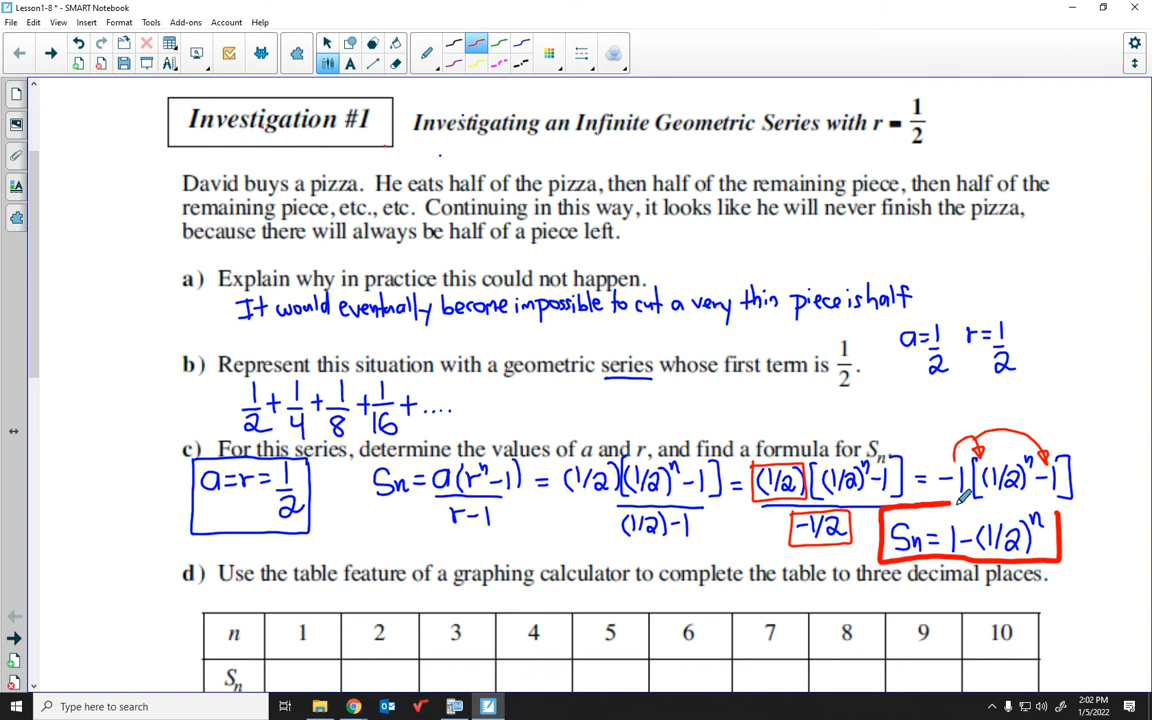 Lesson1-8 * - SMART Notebook
File Edit View Insert Format Tools Add-ons Account Help
Investigation #1 Investigating an Infinite Geometric Series with r = 1/2
David buys a pizza. He eats half of the pizza, then half of the remaining piece, then half of the
remaining piece, etc., etc. Continuing in this way, it looks like he will never finish the pizza,
because there will always be half of a piece left.
a) Explain why in practice this could not happen.
It would eventually become impossible to cut a very thin piece is half
a=1/2 r=1/2
b) Represent this situation with a geometric series whose first term is 1/2.
1/2 + 1/4 + 1/8 + 1/16 + ....
c) For this series, determine the values of a and r, and find a formula for Sn.
a=r=1/2 Sn = a(r^n-1)/(r-1) = (1/2)[(1/2)^n-1]/((1/2)-1) = (1/2)[(1/2)^n-1]/(-1/2) = -1[(1/2)^n-1]
Sn = 1-(1/2)^n
d) Use the table feature of a graphing calculator to complete the table to three decimal places.
n 1 2 3 4 5 6 7 8 9 10
Sn
Type here to search
2:02 PM
1/5/2022